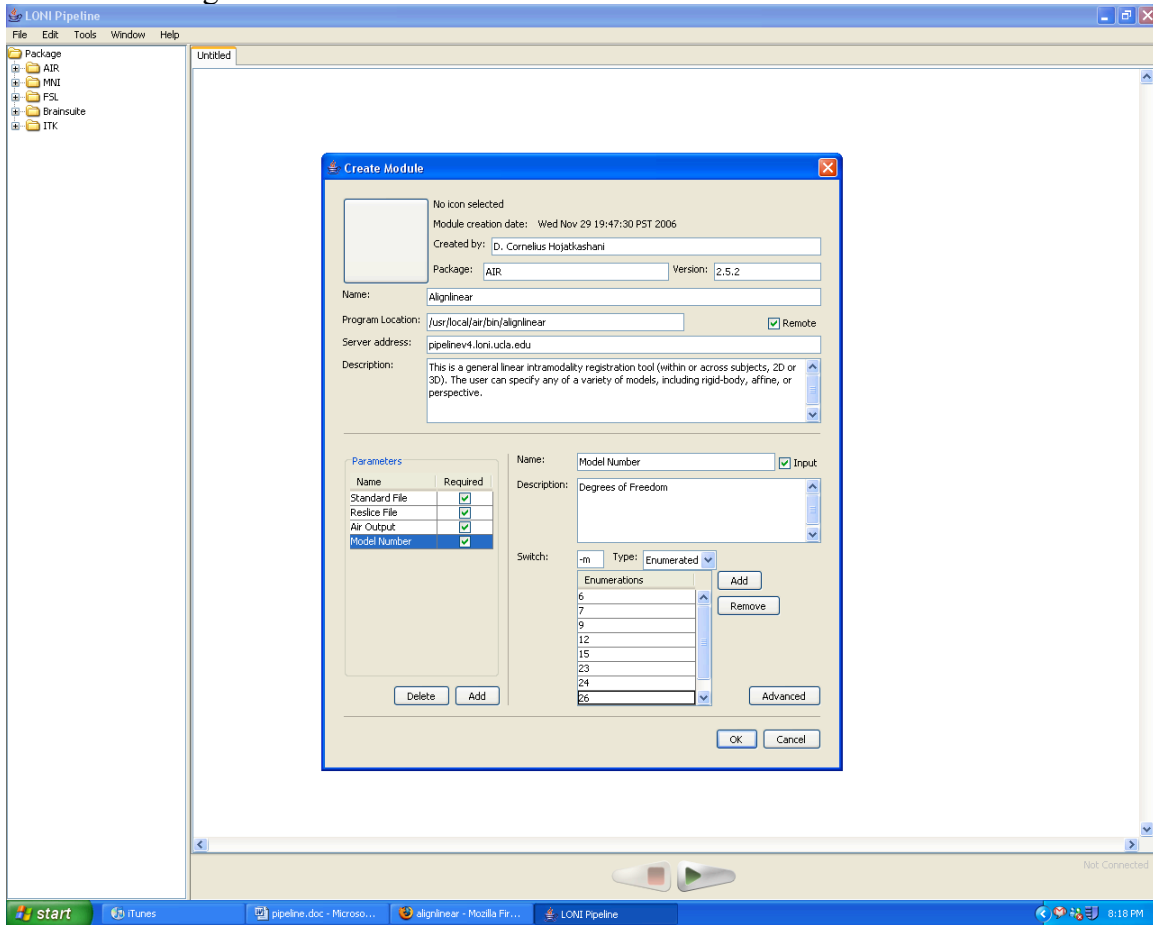 LONI Pipeline
File Edit Tools Window Help
Package
AIR
MNI
FSL
Brainsuite
ITK
Untitled
Create Module
No icon selected
Module creation date: Wed Nov 29 19:47:30 PST 2006
Created by: D. Cornelius Hojatkashani
Package: AIR Version: 2.5.2
Name: Alignlinear
Program Location: /usr/local/air/bin/alignlinear Remote
Server address: pipelinev4.loni.ucla.edu
Description: This is a general linear intramodality registration tool (within or across subjects, 2D or
3D). The user can specify any of a variety of models, including rigid-body, affine, or
perspective.
Parameters
Name Required
Standard File
Reslice File
Air Output
Model Number
Delete Add
Name: Model Number Input
Description: Degrees of Freedom
Switch: -m Type: Enumerated
Enumerations Add
6
Remove
7
9
12
15
23
24
26 Advanced
OK Cancel
Not Connected
start iTunes pipeline.doc - Microso... alignlinear - Mozilla Fir... LONI Pipeline 8:18 PM